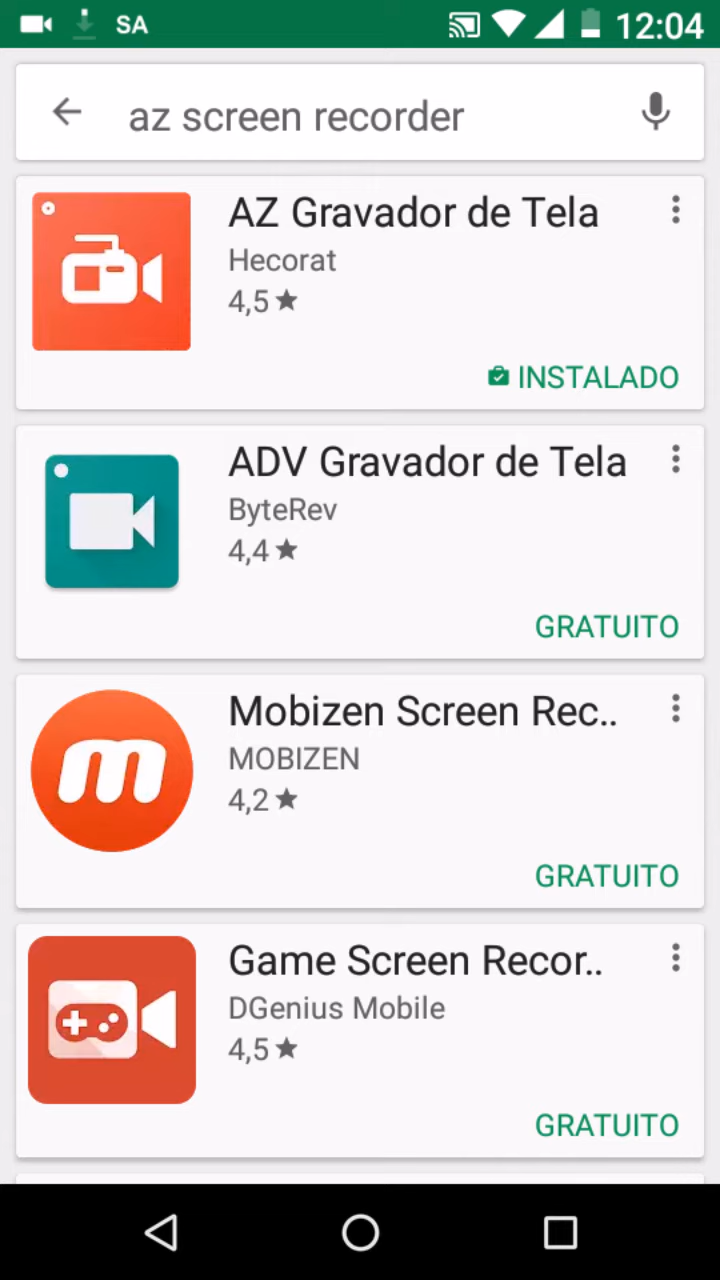 SA 12:04
az screen recorder
AZ Gravador de Tela
Hecorat
4,5
INSTALADO
ADV Gravador de Tela
ByteRev
4,4
GRATUITO
m
Mobizen Screen Rec..
MOBIZEN
4,2
GRATUITO
Game Screen Recor..
DGenius Mobile
4,5
GRATUITO